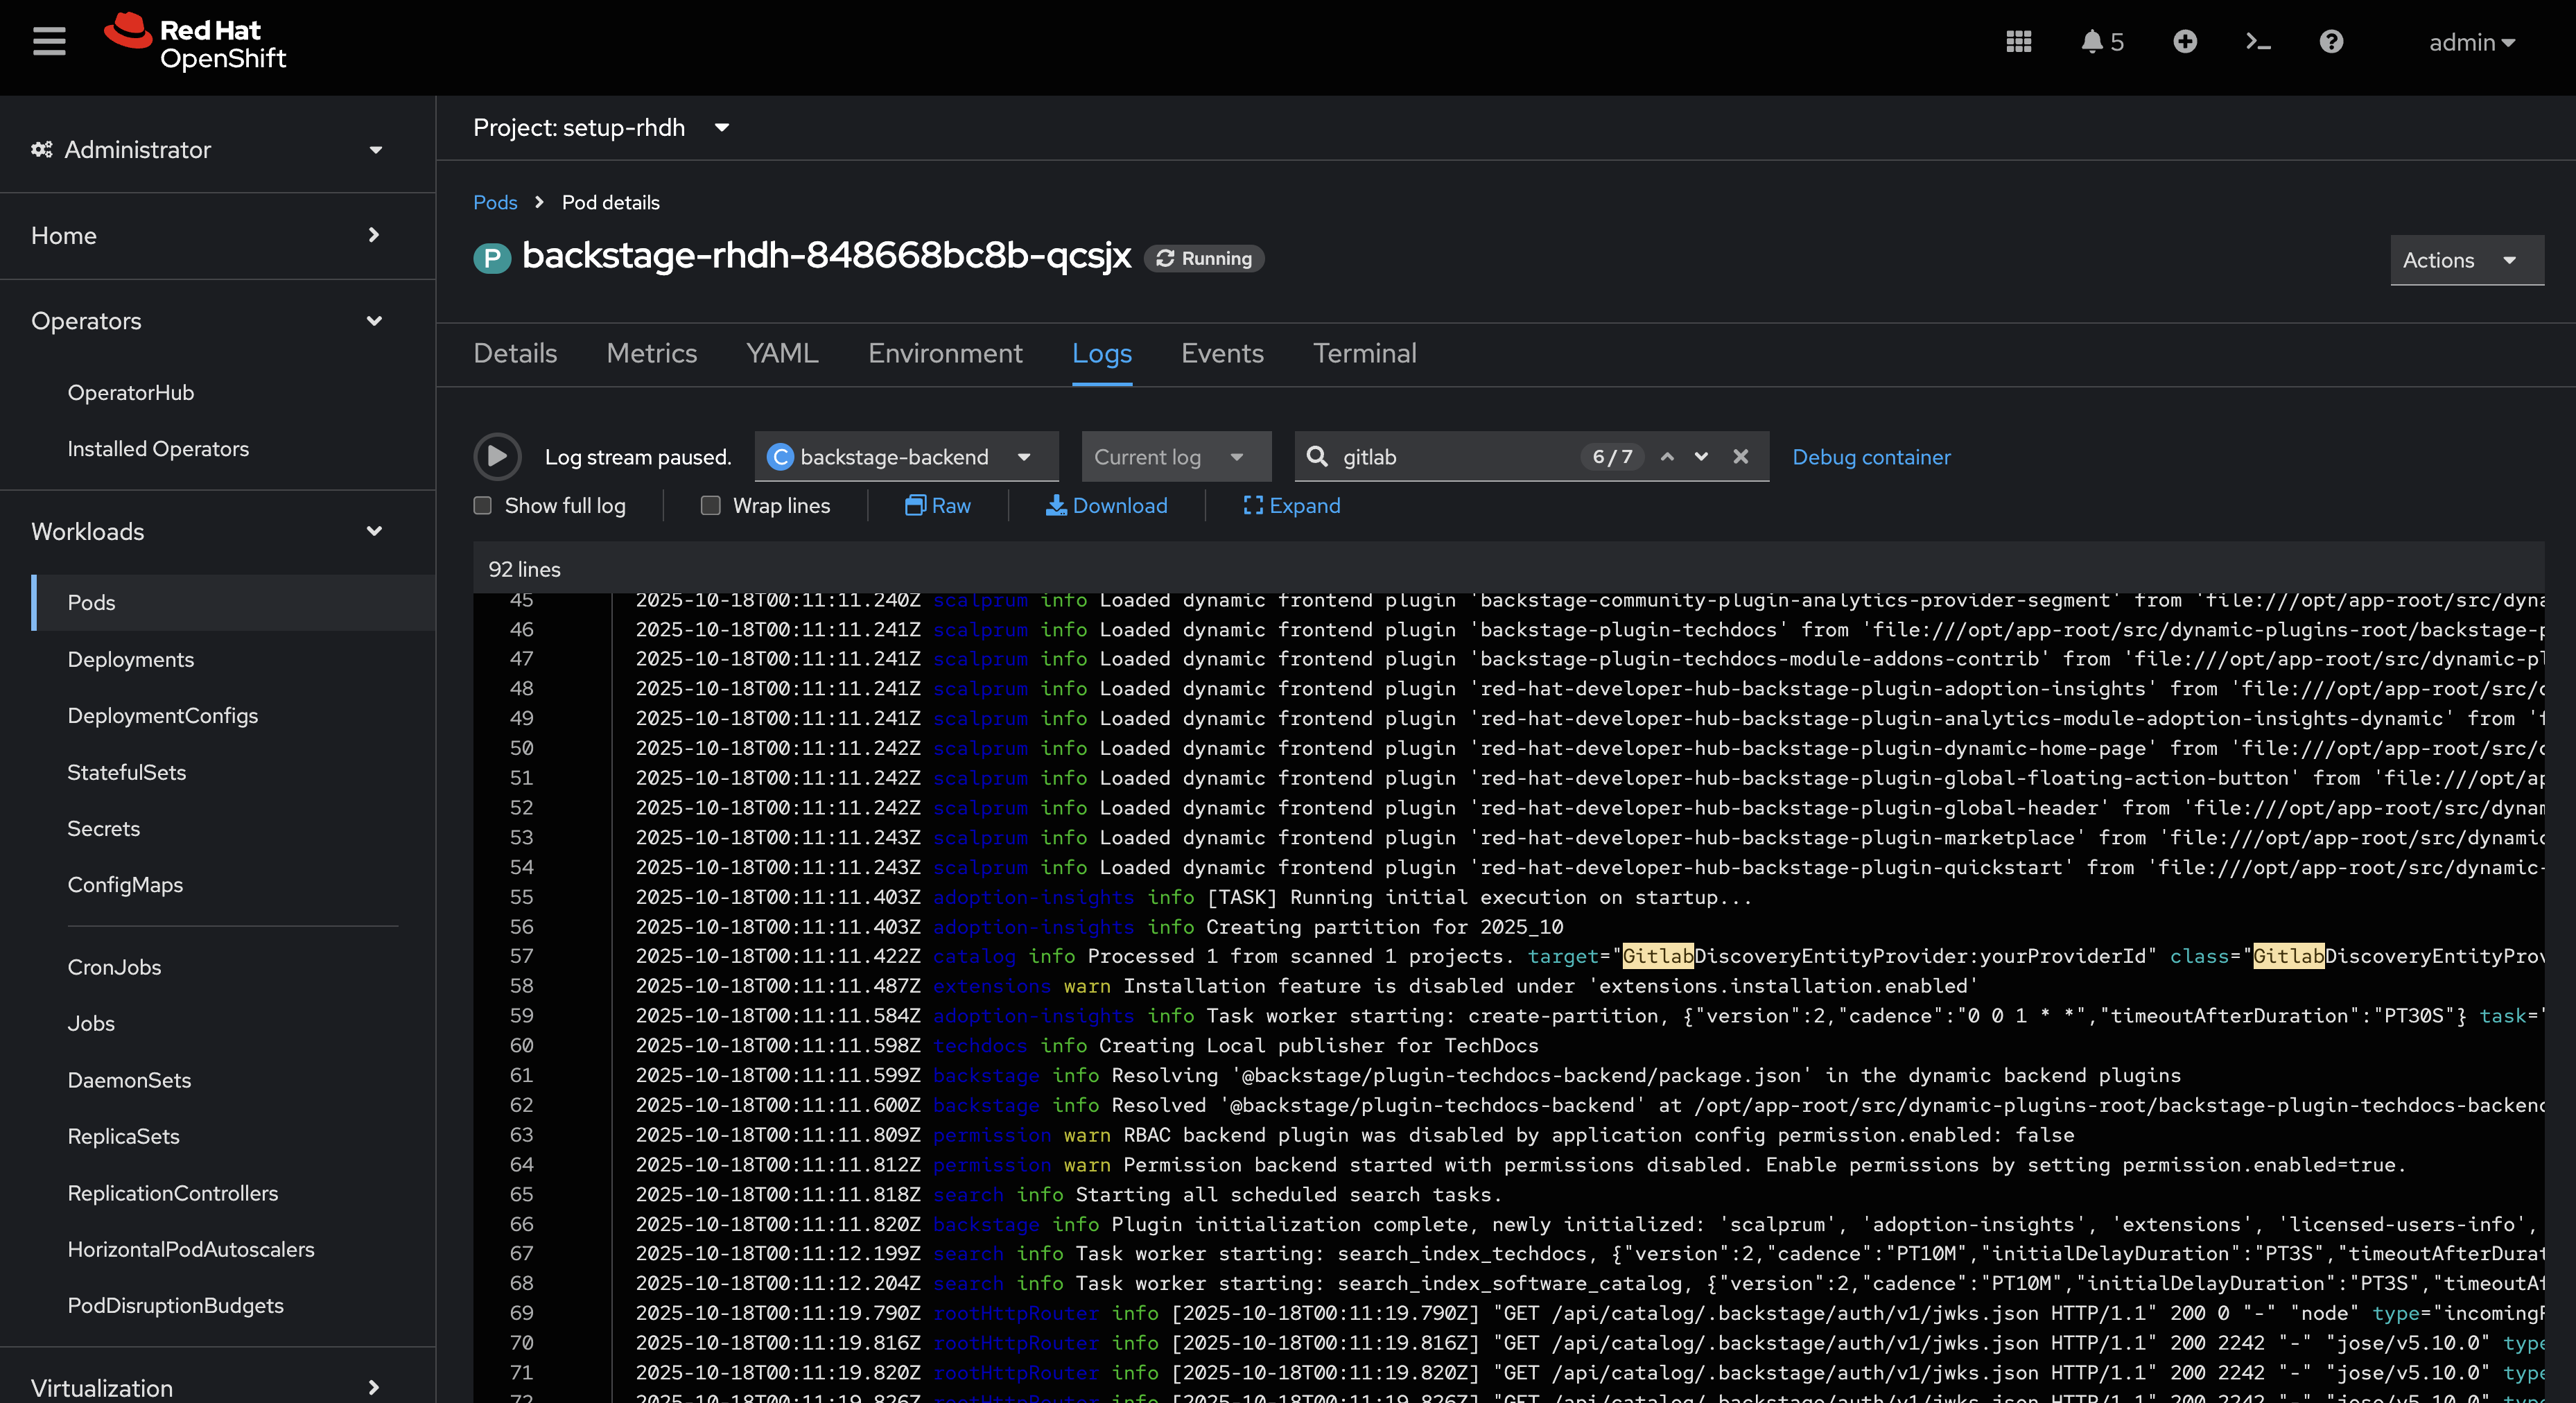 Red Hat
OpenShift
5
admin
Administrator
Home
Operators
OperatorHub
Installed Operators
Workloads
Pods
Deployments
DeploymentConfigs
StatefulSets
Secrets
ConfigMaps
CronJobs
Jobs
DaemonSets
ReplicaSets
ReplicationControllers
HorizontalPodAutoscalers
PodDisruptionBudgets
Virtualization
Project: setup-rhdh
Pods Pod details
P backstage-rhdh-848668bc8b-qcsjx Running
Actions
Details Metrics YAML Environment Logs Events Terminal
Log stream paused. C backstage-backend Current log gitlab 6 / 7 Debug container
Show full log Wrap lines Raw Download Expand
92 lines
45 2025-10-18T00:11:11.240Z scalprum info Loaded dynamic frontend plugin 'backstage-community-plugin-analytics-provider-segment' from 'file:///opt/app-root/src/dyna
46 2025-10-18T00:11:11.241Z scalprum info Loaded dynamic frontend plugin 'backstage-plugin-techdocs' from 'file:///opt/app-root/src/dynamic-plugins-root/backstage-p
47 2025-10-18T00:11:11.241Z scalprum info Loaded dynamic frontend plugin 'backstage-plugin-techdocs-module-addons-contrib' from 'file:///opt/app-root/src/dynamic-pl
48 2025-10-18T00:11:11.241Z scalprum info Loaded dynamic frontend plugin 'red-hat-developer-hub-backstage-plugin-adoption-insights' from 'file:///opt/app-root/src/
49 2025-10-18T00:11:11.241Z scalprum info Loaded dynamic frontend plugin 'red-hat-developer-hub-backstage-plugin-analytics-module-adoption-insights-dynamic' from 'f
50 2025-10-18T00:11:11.242Z scalprum info Loaded dynamic frontend plugin 'red-hat-developer-hub-backstage-plugin-dynamic-home-page' from 'file:///opt/app-root/src/
51 2025-10-18T00:11:11.242Z scalprum info Loaded dynamic frontend plugin 'red-hat-developer-hub-backstage-plugin-global-floating-action-button' from 'file:///opt/ap
52 2025-10-18T00:11:11.242Z scalprum info Loaded dynamic frontend plugin 'red-hat-developer-hub-backstage-plugin-global-header' from 'file:///opt/app-root/src/dynam
53 2025-10-18T00:11:11.243Z scalprum info Loaded dynamic frontend plugin 'red-hat-developer-hub-backstage-plugin-marketplace' from 'file:///opt/app-root/src/dynamic
54 2025-10-18T00:11:11.243Z scalprum info Loaded dynamic frontend plugin 'red-hat-developer-hub-backstage-plugin-quickstart' from 'file:///opt/app-root/src/dynamic-
55 2025-10-18T00:11:11.403Z adoption-insights info [TASK] Running initial execution on startup...
56 2025-10-18T00:11:11.403Z adoption-insights info Creating partition for 2025_10
57 2025-10-18T00:11:11.422Z catalog info Processed 1 from scanned 1 projects. target="GitlabDiscoveryEntityProvider:yourProviderId" class="GitlabDiscoveryEntityProv
58 2025-10-18T00:11:11.487Z extensions warn Installation feature is disabled under 'extensions.installation.enabled'
59 2025-10-18T00:11:11.584Z adoption-insights info Task worker starting: create-partition, {"version":2,"cadence":"0 0 1 * *","timeoutAfterDuration":"PT30S"} task='
60 2025-10-18T00:11:11.598Z techdocs info Creating Local publisher for TechDocs
61 2025-10-18T00:11:11.599Z backstage info Resolving '@backstage/plugin-techdocs-backend/package.json' in the dynamic backend plugins
62 2025-10-18T00:11:11.600Z backstage info Resolved '@backstage/plugin-techdocs-backend' at /opt/app-root/src/dynamic-plugins-root/backstage-plugin-techdocs-backend
63 2025-10-18T00:11:11.809Z permission warn RBAC backend plugin was disabled by application config permission.enabled: false
64 2025-10-18T00:11:11.812Z permission warn Permission backend started with permissions disabled. Enable permissions by setting permission.enabled=true.
65 2025-10-18T00:11:11.818Z search info Starting all scheduled search tasks.
66 2025-10-18T00:11:11.820Z backstage info Plugin initialization complete, newly initialized: 'scalprum', 'adoption-insights', 'extensions', 'licensed-users-info',
67 2025-10-18T00:11:12.199Z search info Task worker starting: search_index_techdocs, {"version":2,"cadence":"PT10M","initialDelayDuration":"PT3S","timeoutAfterDurat
68 2025-10-18T00:11:12.204Z search info Task worker starting: search_index_software_catalog, {"version":2,"cadence":"PT10M","initialDelayDuration":"PT3S","timeoutAf
69 2025-10-18T00:11:19.790Z rootHttpRouter info [2025-10-18T00:11:19.790Z] "GET /api/catalog/.backstage/auth/v1/jwks.json HTTP/1.1" 200 0 "-" "node" type="incomingR
70 2025-10-18T00:11:19.816Z rootHttpRouter info [2025-10-18T00:11:19.816Z] "GET /api/catalog/.backstage/auth/v1/jwks.json HTTP/1.1" 200 2242 "-" "jose/v5.10.0" type
71 2025-10-18T00:11:19.820Z rootHttpRouter info [2025-10-18T00:11:19.820Z] "GET /api/catalog/.backstage/auth/v1/jwks.json HTTP/1.1" 200 2242 "-" "jose/v5.10.0" type
72 2025-10-18T00:11:19.826Z rootHttpRouter info [2025-10-18T00:11:19.826Z] "GET /api/catalog/.backstage/auth/v1/jwks.json HTTP/1.1" 200 2242 "-" "jose/v5.10.0" type